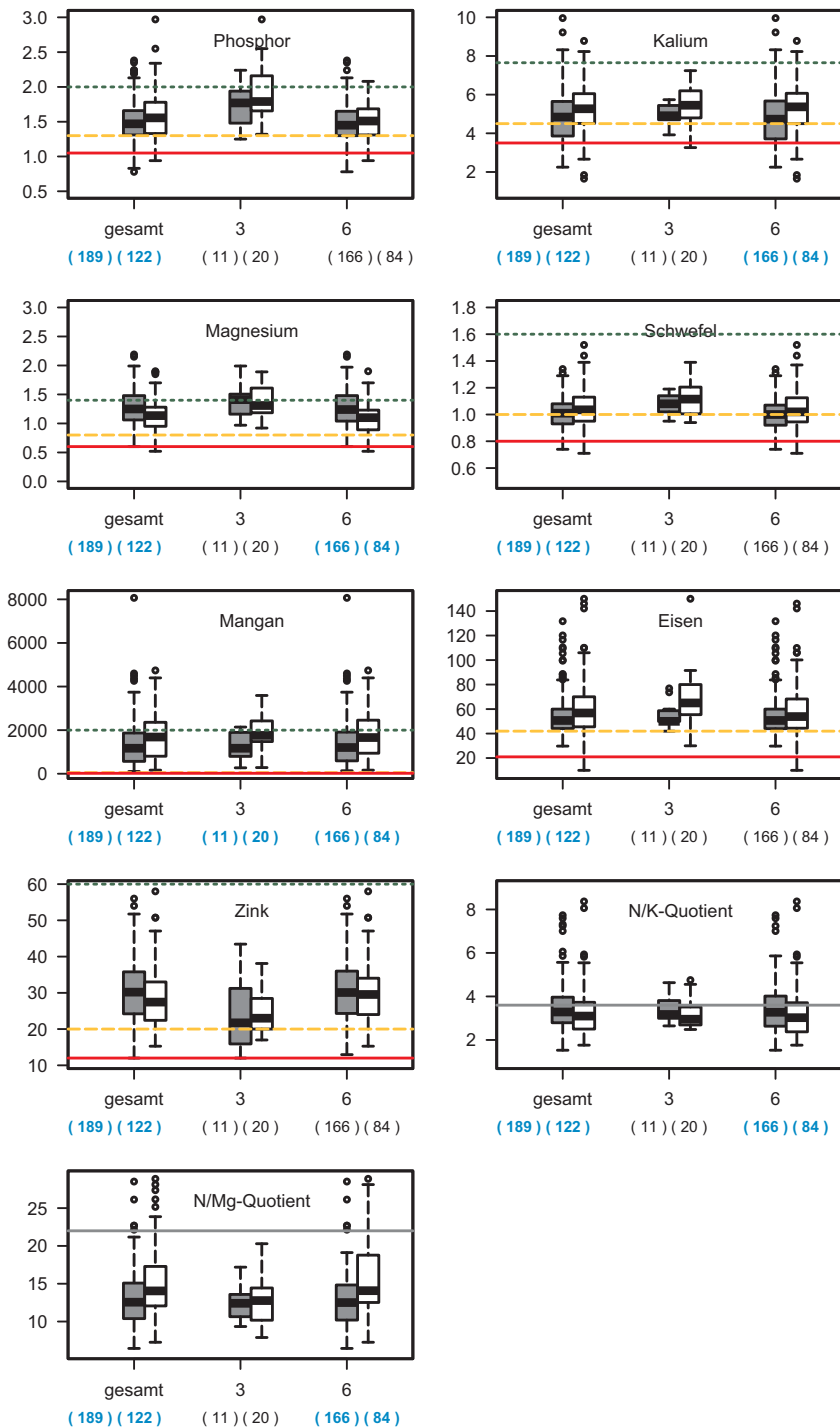 Phosphor
3.0
2.5
2.0
1.5
1.0
0.5
gesamt 3 6
( 189 ) ( 122 ) ( 11 ) ( 20 ) ( 166 ) ( 84 )
Kalium
10
8
6
4
2
gesamt 3 6
( 189 ) ( 122 ) ( 11 ) ( 20 ) ( 166 ) ( 84 )
Magnesium
3.0
2.5
2.0
1.5
1.0
0.5
0.0
gesamt 3 6
( 189 ) ( 122 ) ( 11 ) ( 20 ) ( 166 ) ( 84 )
Schwefel
1.8
1.6
1.4
1.2
1.0
0.8
0.6
gesamt 3 6
( 189 ) ( 122 ) ( 11 ) ( 20 ) ( 166 ) ( 84 )
Mangan
8000
6000
4000
2000
0
gesamt 3 6
( 189 ) ( 122 ) ( 11 ) ( 20 ) ( 166 ) ( 84 )
Eisen
140
120
100
80
60
40
20
gesamt 3 6
( 189 ) ( 122 ) ( 11 ) ( 20 ) ( 166 ) ( 84 )
Zink
60
50
40
30
20
10
gesamt 3 6
( 189 ) ( 122 ) ( 11 ) ( 20 ) ( 166 ) ( 84 )
N/K-Quotient
8
6
4
2
gesamt 3 6
( 189 ) ( 122 ) ( 11 ) ( 20 ) ( 166 ) ( 84 )
N/Mg-Quotient
25
20
15
10
gesamt 3 6
( 189 ) ( 122 ) ( 11 ) ( 20 ) ( 166 ) ( 84 )